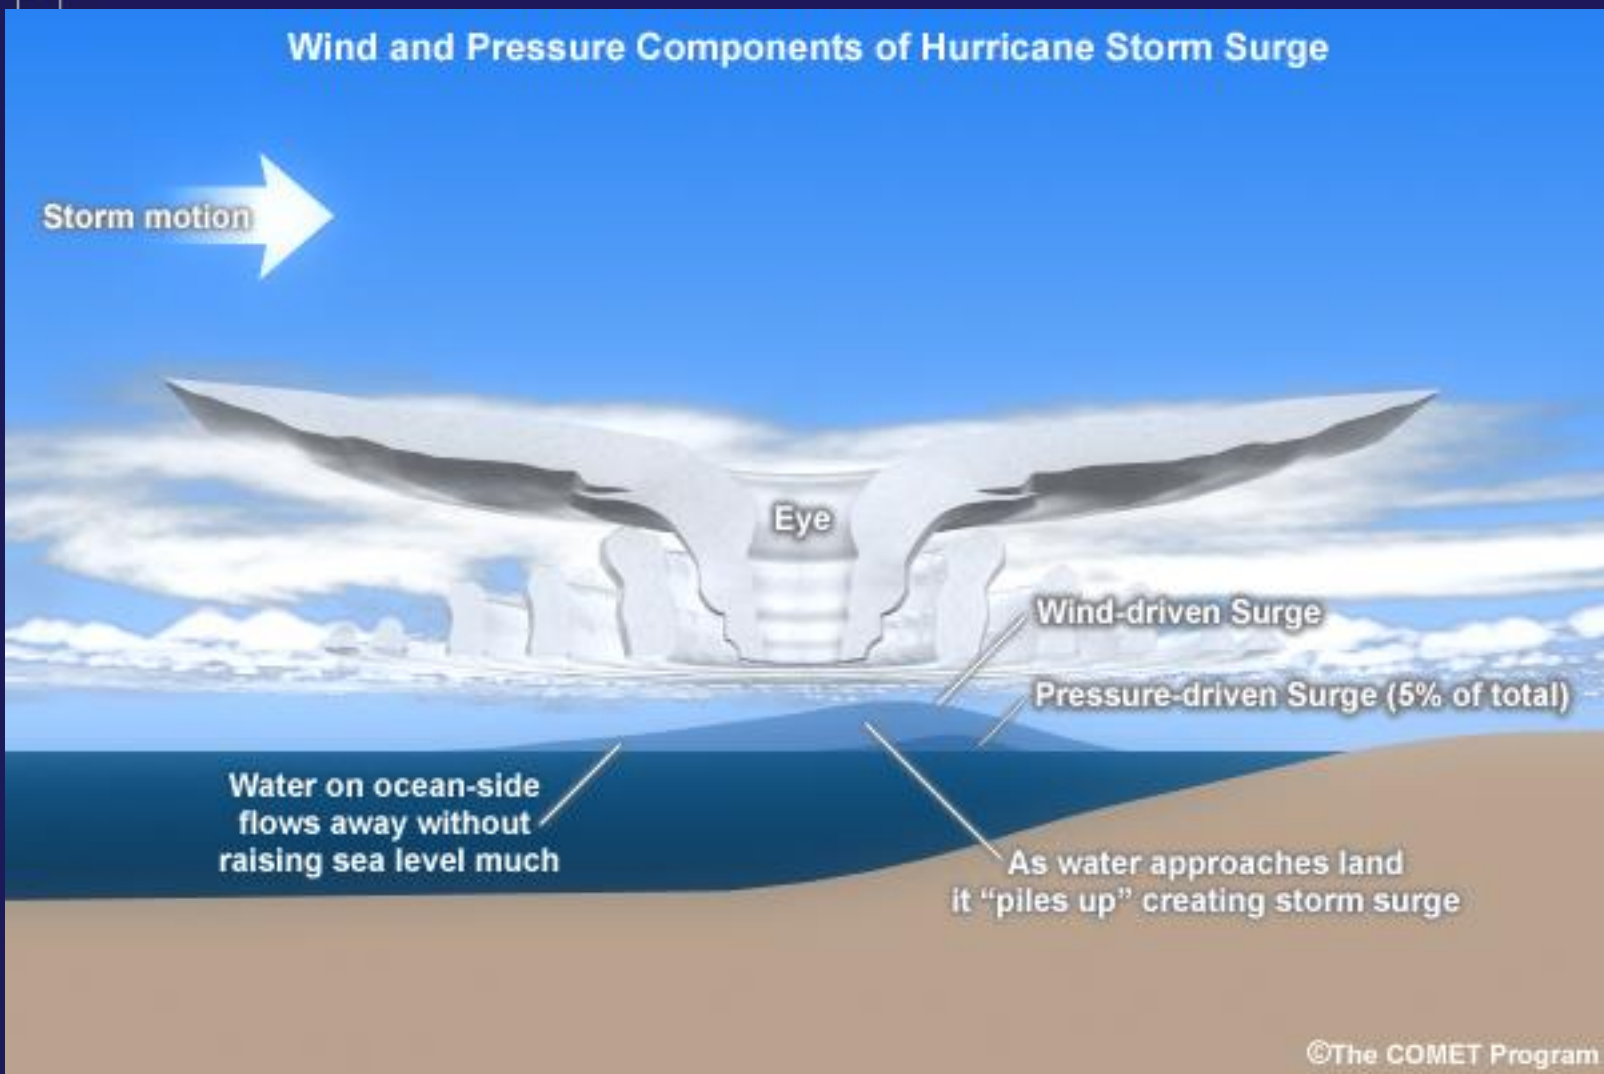 Wind and Pressure Components of Hurricane Storm Surge
Storm motion
Eye
Wind-driven Surge
Pressure-driven Surge (5% of total)
Water on ocean-side
flows away without
raising sea level much
As water approaches land
it “piles up” creating storm surge
©The COMET Program